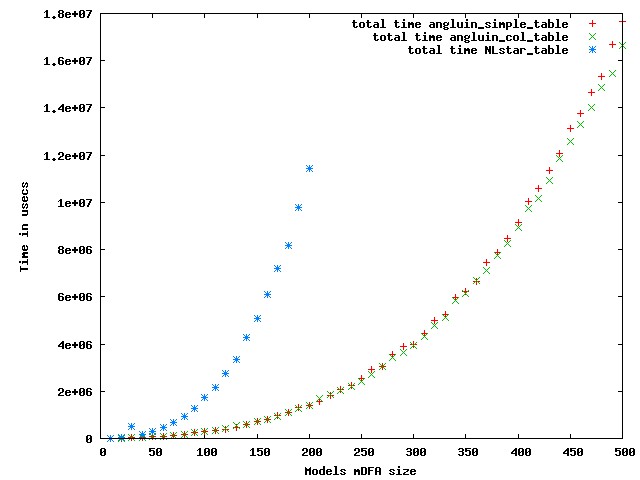 1.8e+07
1.6e+07
1.4e+07
1.2e+07
1e+07
8e+06
6e+06
4e+06
2e+06
0
Time in usecs
total time angluin_simple_table
total time angluin_col_table
total time NLstar_table
0 50 100 150 200 250 300 350 400 450 500
Models mDFA size